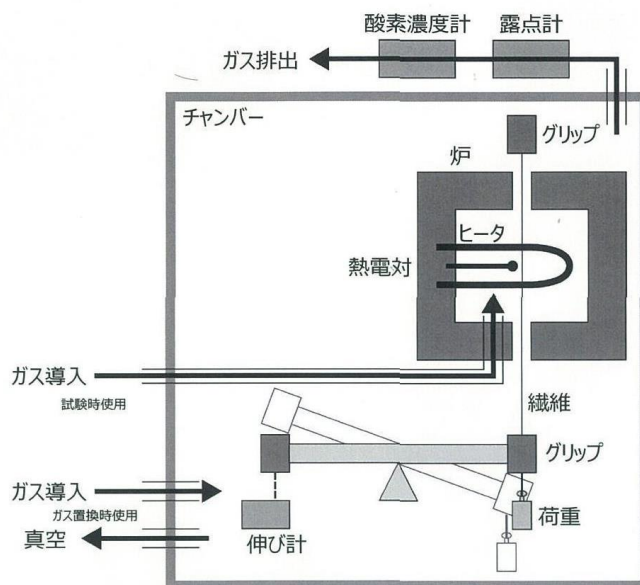 酸素濃度計
露点計
ガス排出
チャンバー
グリップ
炉
ヒータ
熱電対
ガス導入
試験時使用
繊維
グリップ
ガス導入
ガス置換時使用
荷重
真空
伸び計